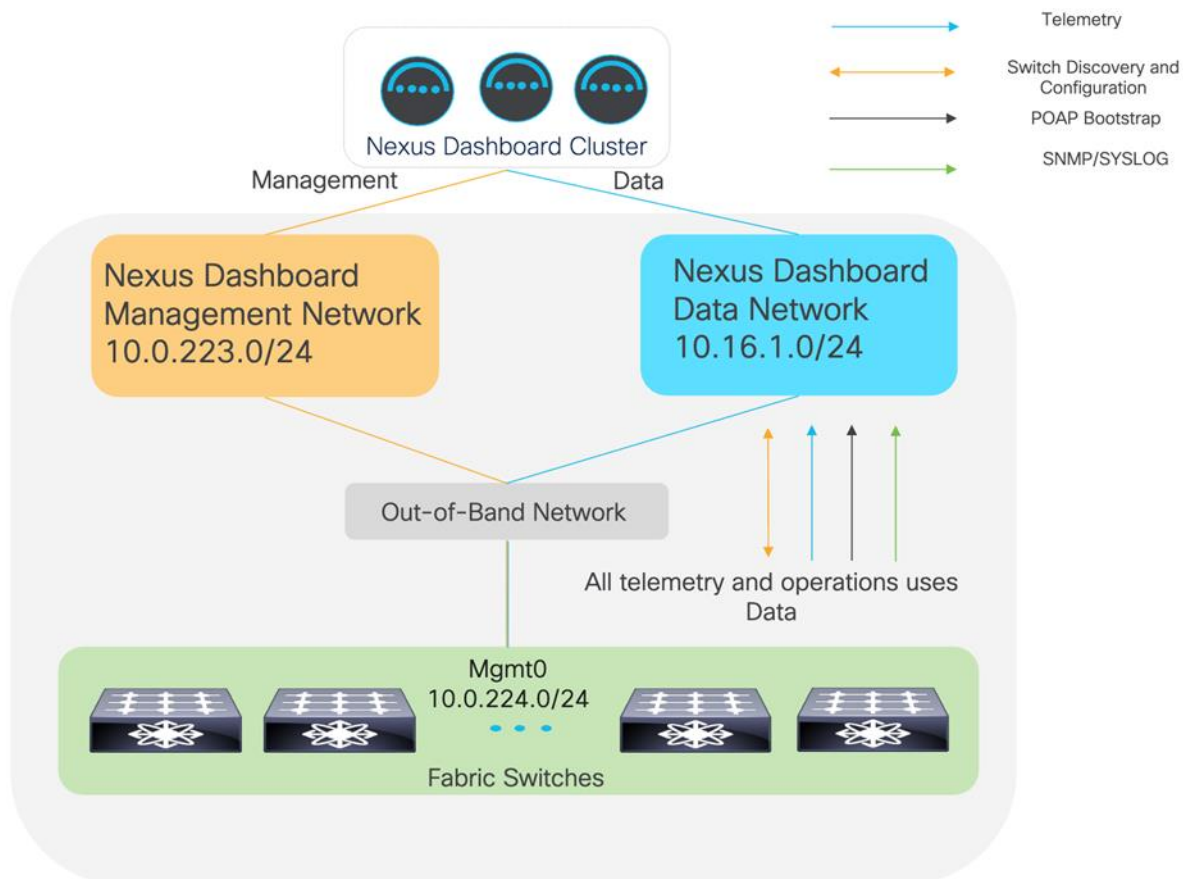 Telemetry
Switch Discovery and
Configuration
POAP Bootstrap
SNMP/SYSLOG
Nexus Dashboard Cluster
Management
Data
Nexus Dashboard
Management Network
10.0.223.0/24
Nexus Dashboard
Data Network
10.16.1.0/24
Out-of-Band Network
All telemetry and operations uses
Data
Mgmt0
10.0.224.0/24
Fabric Switches